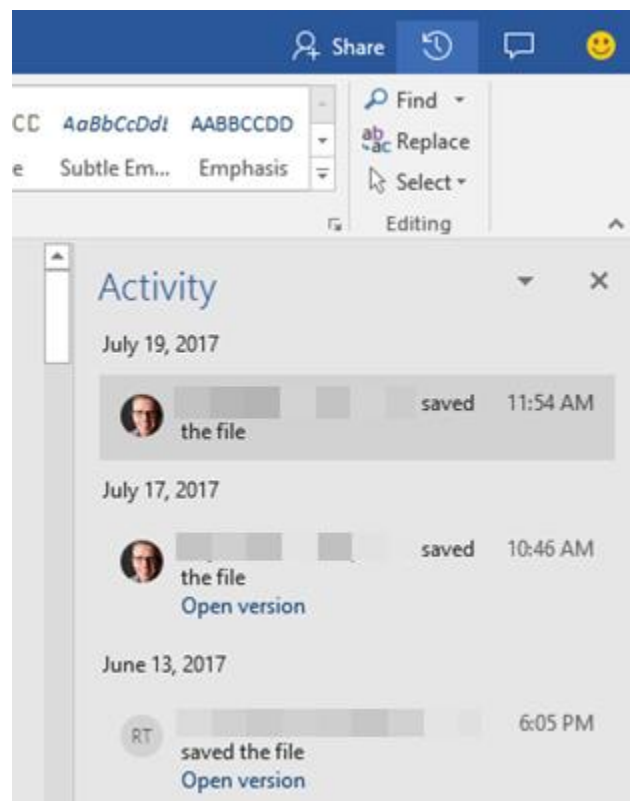 Share
CC AaBbCcDdI AABBCCDD
e Subtle Em... Emphasis
Find
ab
ac Replace
Select
Editing
Activity
July 19, 2017
saved 11:54 AM
the file
July 17, 2017
saved 10:46 AM
the file
Open version
June 13, 2017
RT 6:05 PM
saved the file
Open version